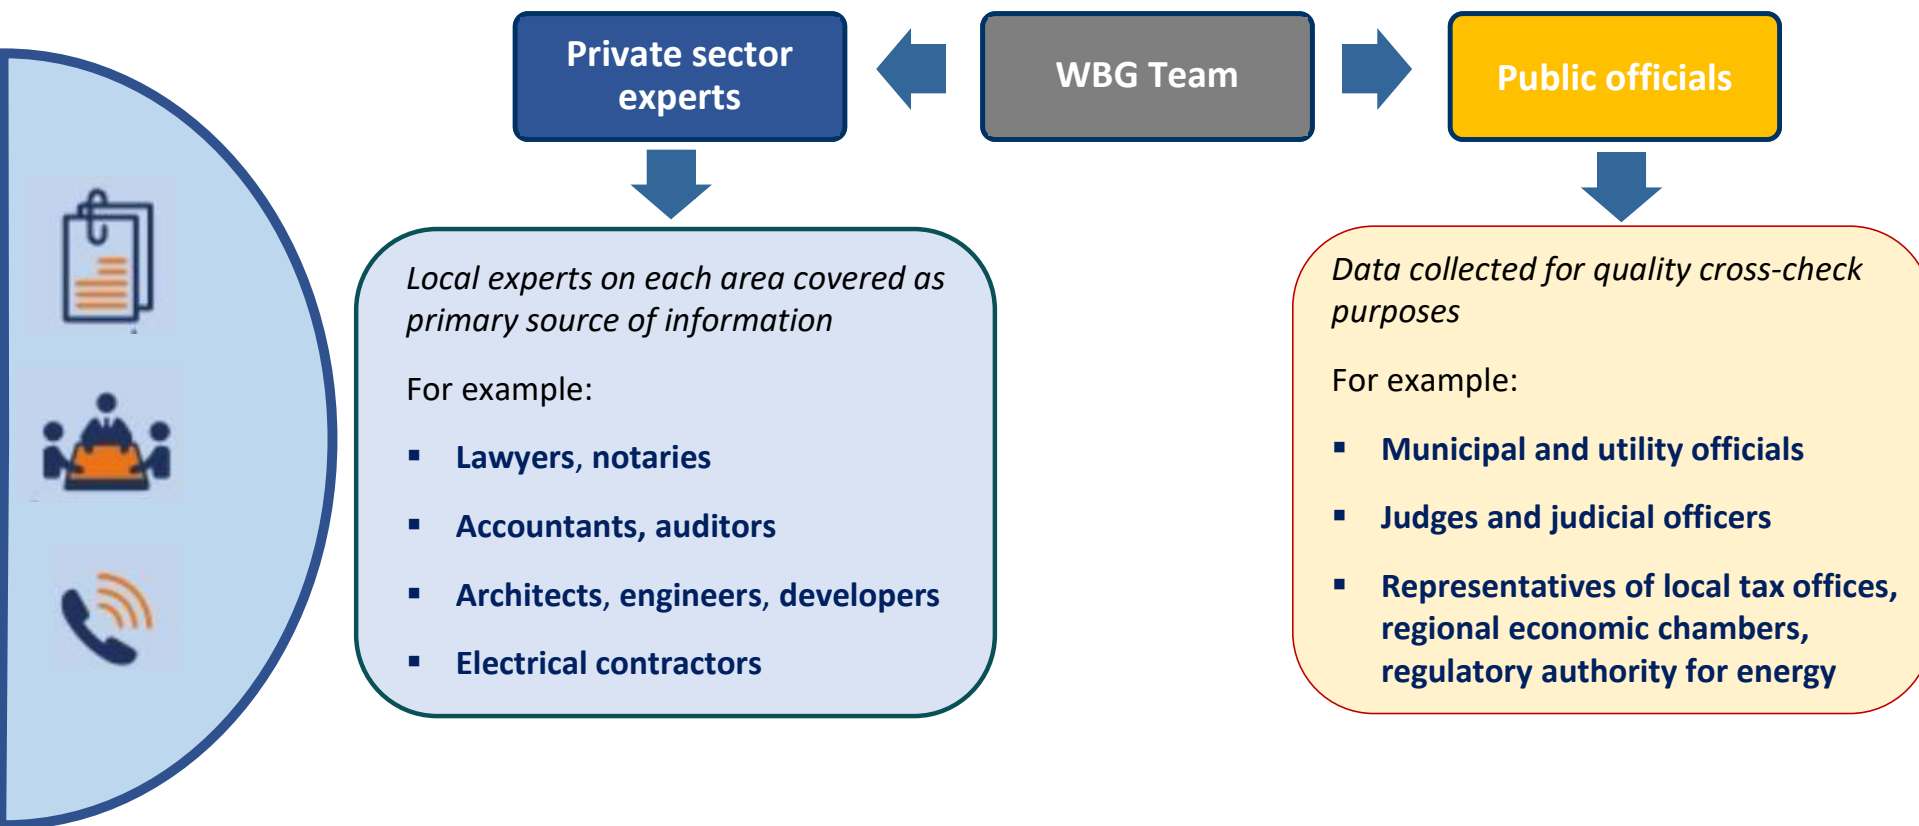 Private sector
experts
WBG Team
Public officials
Local experts on each area covered as
primary source of information
For example:
▪ Lawyers, notaries
▪ Accountants, auditors
▪ Architects, engineers, developers
▪ Electrical contractors
Data collected for quality cross-check
purposes
For example:
▪ Municipal and utility officials
▪ Judges and judicial officers
▪ Representatives of local tax offices,
regional economic chambers,
regulatory authority for energy